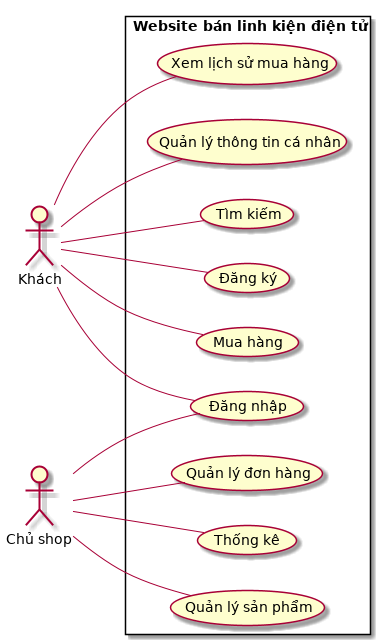 Website bán linh kiện điện tử
Xem lịch sử mua hàng
Quản lý thông tin cá nhân
Tìm kiếm
Khách
Đăng ký
Mua hàng
Đăng nhập
Quản lý đơn hàng
Chủ shop
Thống kê
Quản lý sản phẩm